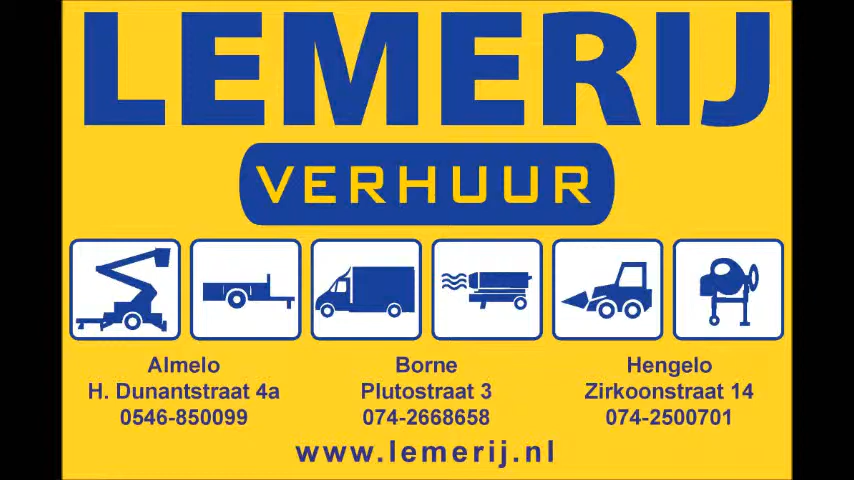 LEMERIJ
VERHUUR
Almelo
H. Dunantstraat 4a
0546-850099
Borne
Plutostraat 3
074-2668658
Hengelo
Zirkoonstraat 14
074-2500701
www.lemerij.nl